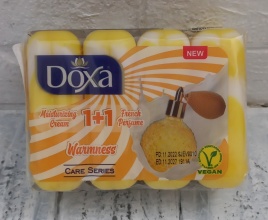 NEW
Doxa
Moisturizing Cream
1+1
French Perfume
Warmness
CARE SERIES
VEGAN